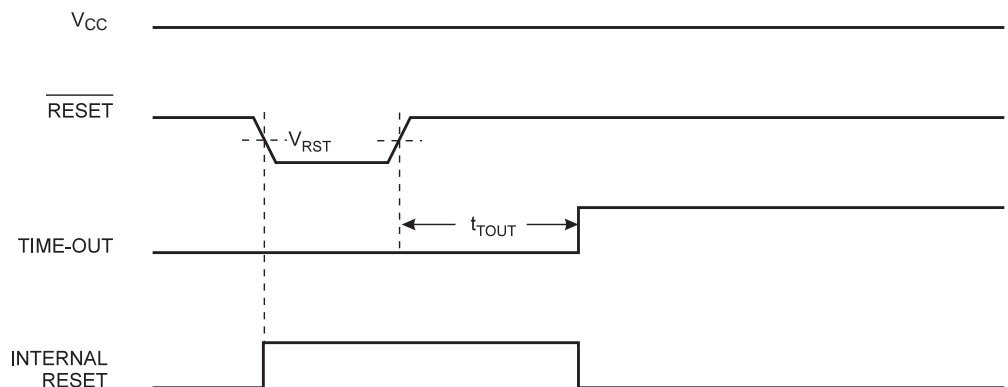 VCC
RESET
VRST
tTOUT
TIME-OUT
INTERNAL
RESET